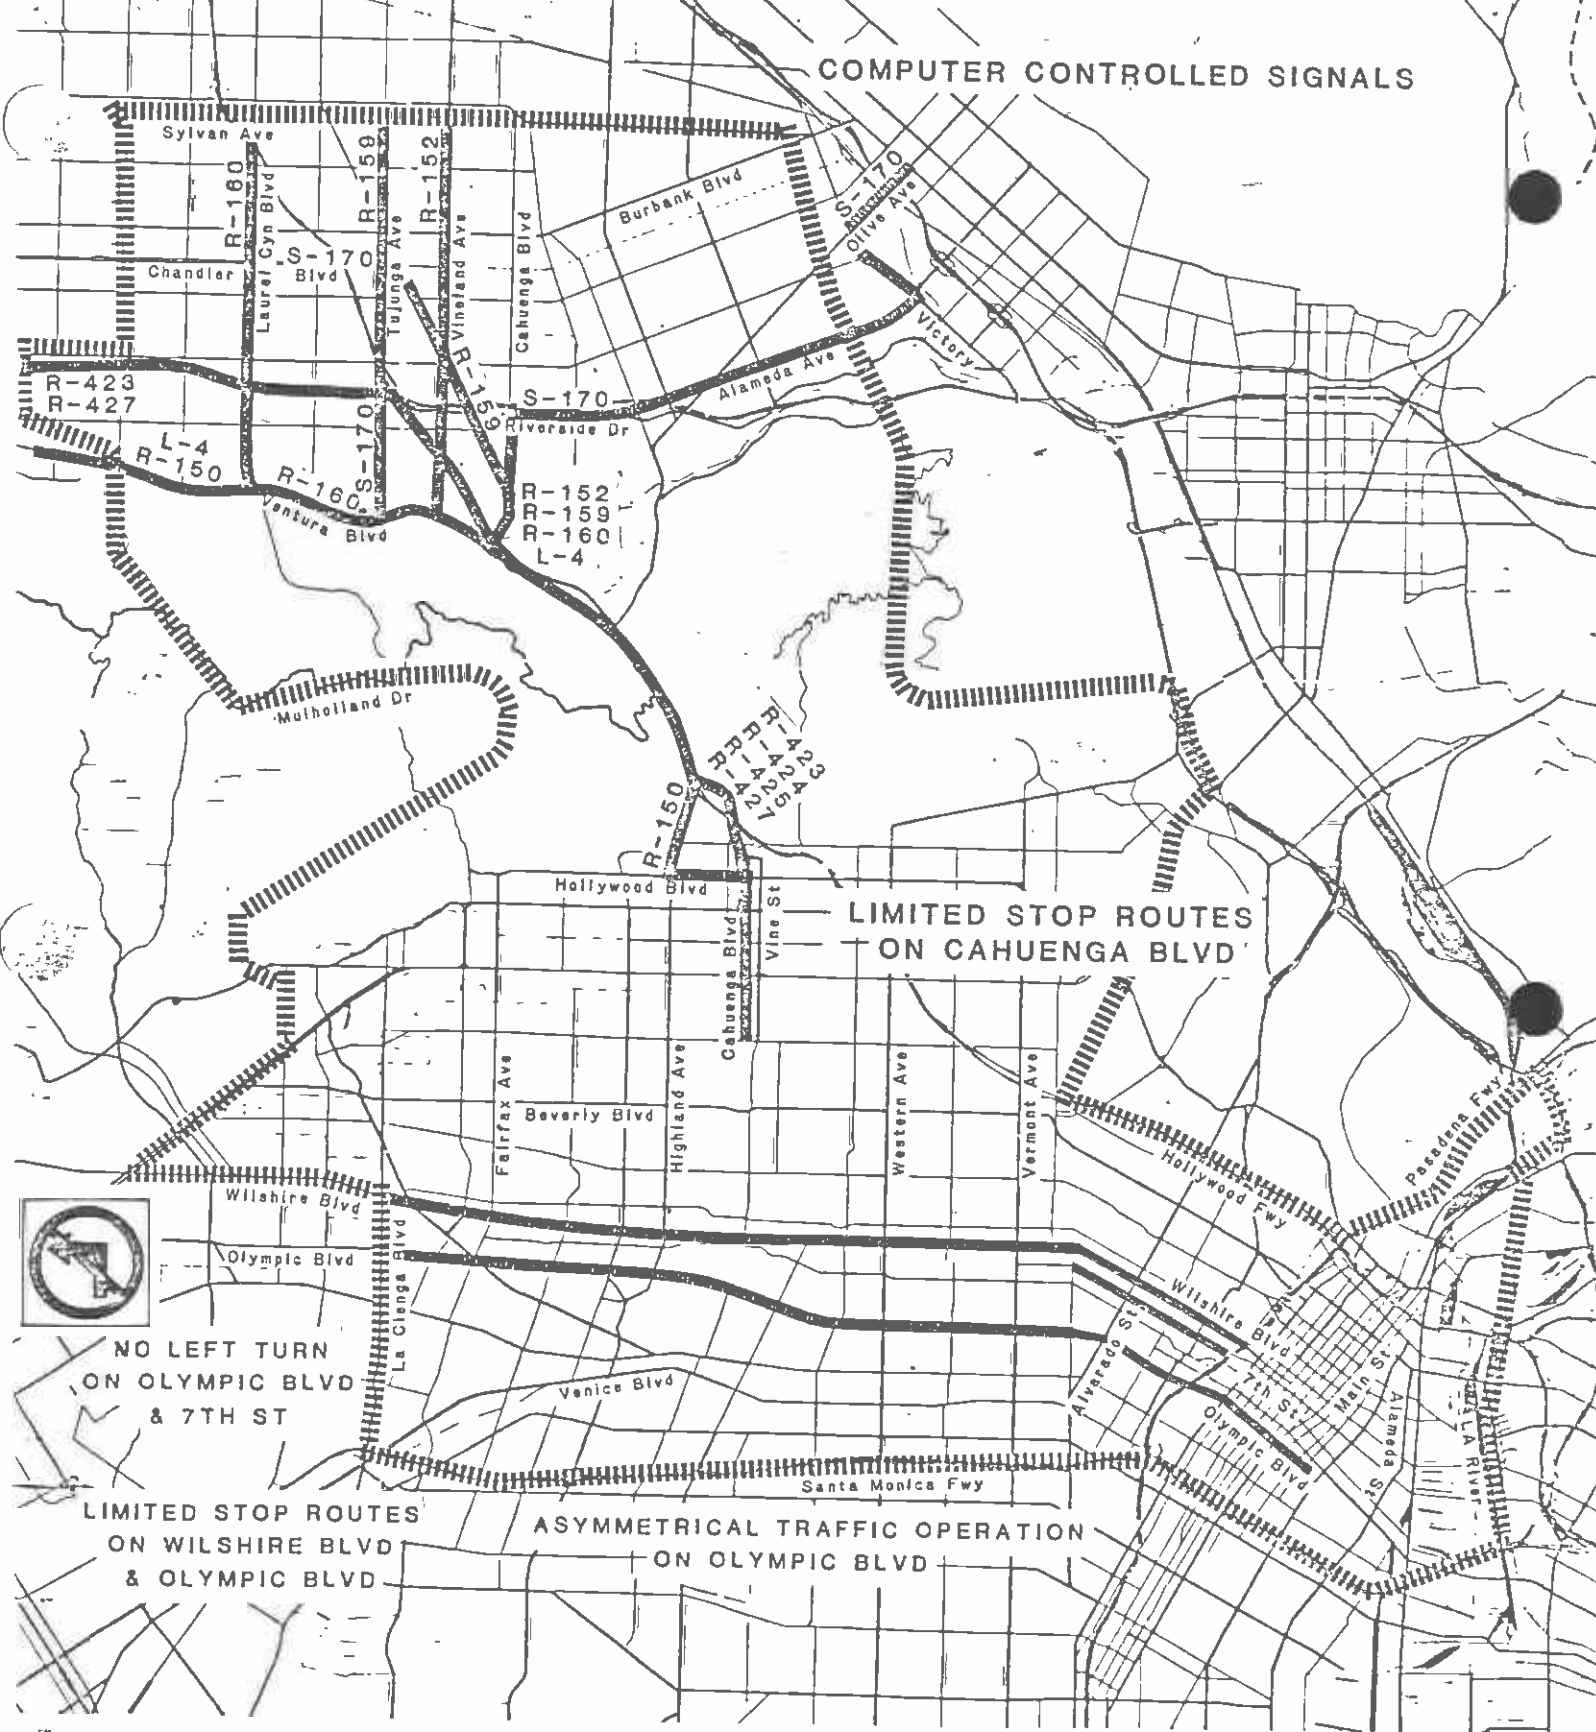 COMPUTER CONTROLLED SIGNALS
Sylvan Ave
R-160
Laurel Cyn Blvd
R-159
Tujunga Ave
R-152
Vineland Ave
Cahuenga Blvd
Burbank Blvd
S-170
Olive Ave
Chandler
S-170
Blvd
Victory
R-423
R-427
R-159
S-170
Riverside Dr
Alameda Ave
L-4
R-150
R-160
S-170
Ventura Blvd
R-152
R-159
R-160
L-4
Mulholland Dr
R-423
R-424
R-425
R-427
R-150
Hollywood Blvd
Cahuenga Blvd
Vine St
LIMITED STOP ROUTES
ON CAHUENGA BLVD
Fairfax Ave
Beverly Blvd
Highland Ave
Western Ave
Vermont Ave
Hollywood Fwy
Pasadena Fwy
Wilshire Blvd
Olympic Blvd
La Cienga Blvd
Wilshire Blvd
Alvarado St
7th St
Main St
Olympic Blvd
Alameda St
LA River
Venice Blvd
Santa Monica Fwy
NO LEFT TURN
ON OLYMPIC BLVD
& 7TH ST
LIMITED STOP ROUTES
ON WILSHIRE BLVD
& OLYMPIC BLVD
ASYMMETRICAL TRAFFIC OPERATION
ON OLYMPIC BLVD